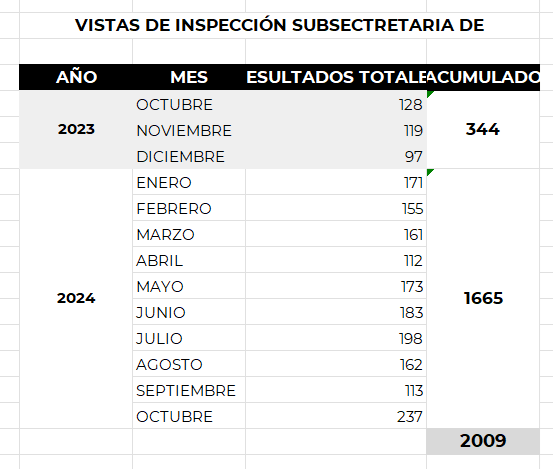 VISTAS DE INSPECCIÓN SUBSECTRETARIA DE
AÑO MES ESULTADOS TOTALE ACUMULADO
2023 OCTUBRE 128 344
NOVIEMBRE 119
DICIEMBRE 97
2024 ENERO 171 1665
FEBRERO 155
MARZO 161
ABRIL 112
MAYO 173
JUNIO 183
JULIO 198
AGOSTO 162
SEPTIEMBRE 113
OCTUBRE 237
2009